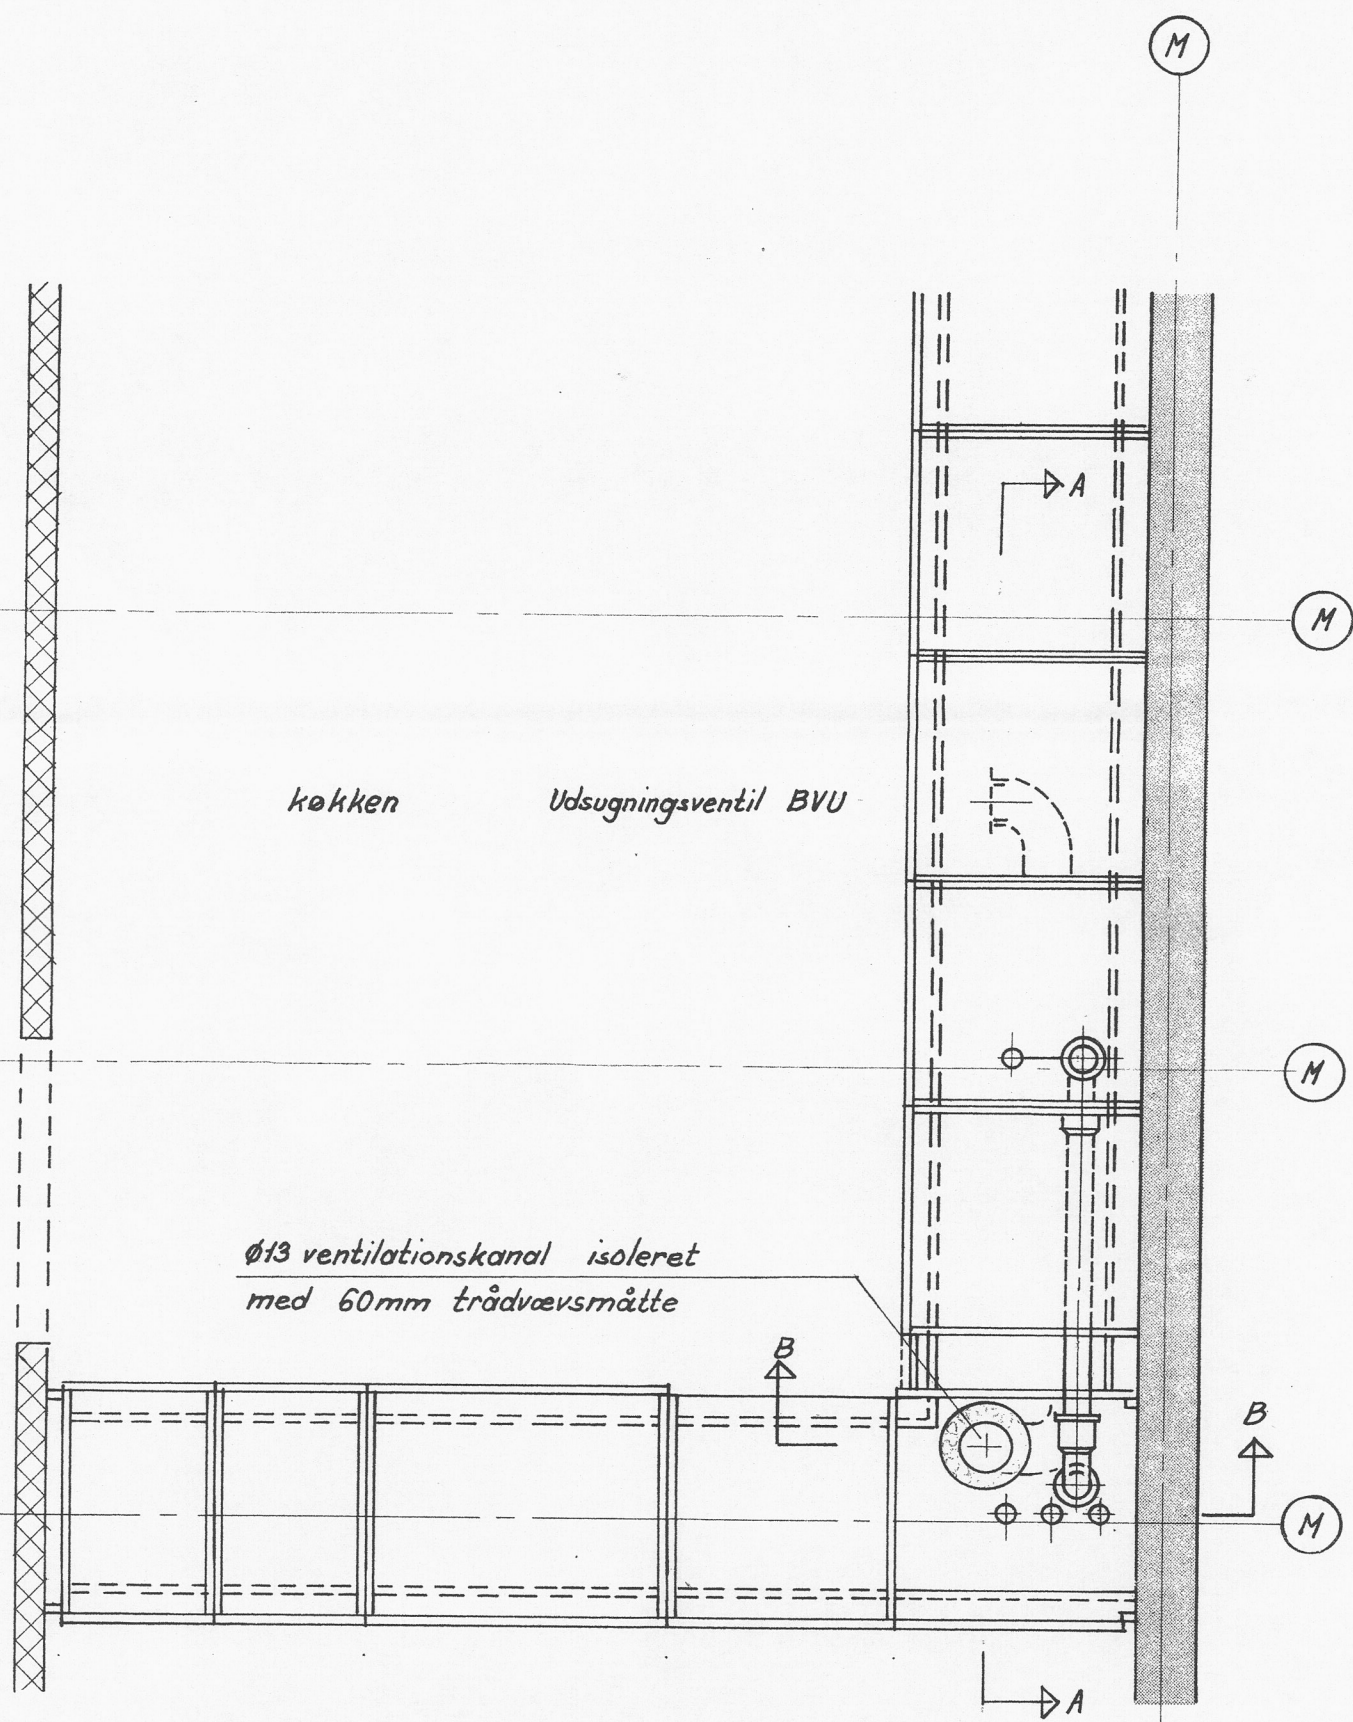 M
A
M
køkken Udsugningsventil BVU
M
Ø13 ventilationskanal isoleret
med 60mm trådvævsmåtte
B
B
M
A